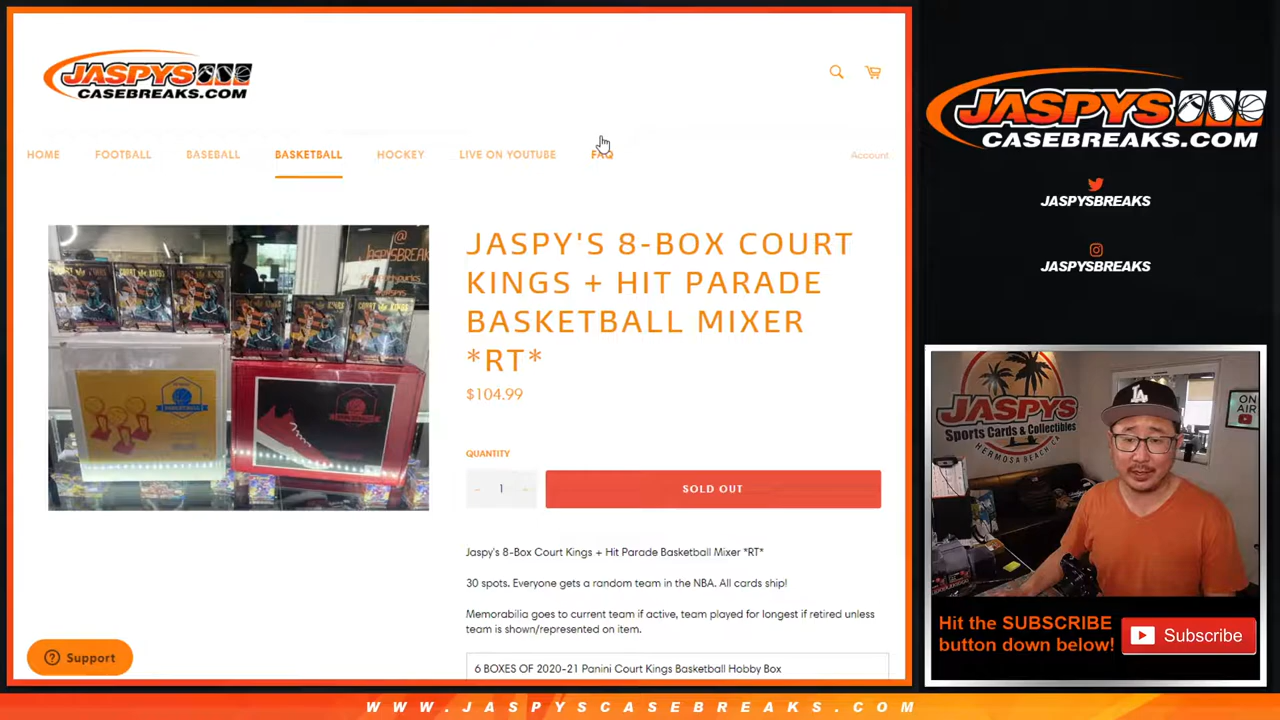 JASPYS
CASEBREAKS.COM
HOME
FOOTBALL
BASEBALL
BASKETBALL
HOCKEY
LIVE ON YOUTUBE
FAQ
Account
@
JASPYSBREAK
JASPY'S 8-BOX COURT
KINGS + HIT PARADE
BASKETBALL MIXER
*RT*
$104.99
QUANTITY
− 1 +
SOLD OUT
Jaspy's 8-Box Court Kings + Hit Parade Basketball Mixer *RT*
30 spots. Everyone gets a random team in the NBA. All cards ship!
Memorabilia goes to current team if active, team played for longest if retired unless
team is shown/represented on item.
6 BOXES OF 2020-21 Panini Court Kings Basketball Hobby Box
Support
JASPYS
CASEBREAKS.COM
JASPYSBREAKS
JASPYSBREAKS
JASPYS
Sports Cards & Collectibles
HERMOSA BEACH CA
LA
ON
AIR
Hit the SUBSCRIBE
button down below!
Subscribe
WWW.JASPYSCASEBREAKS.COM